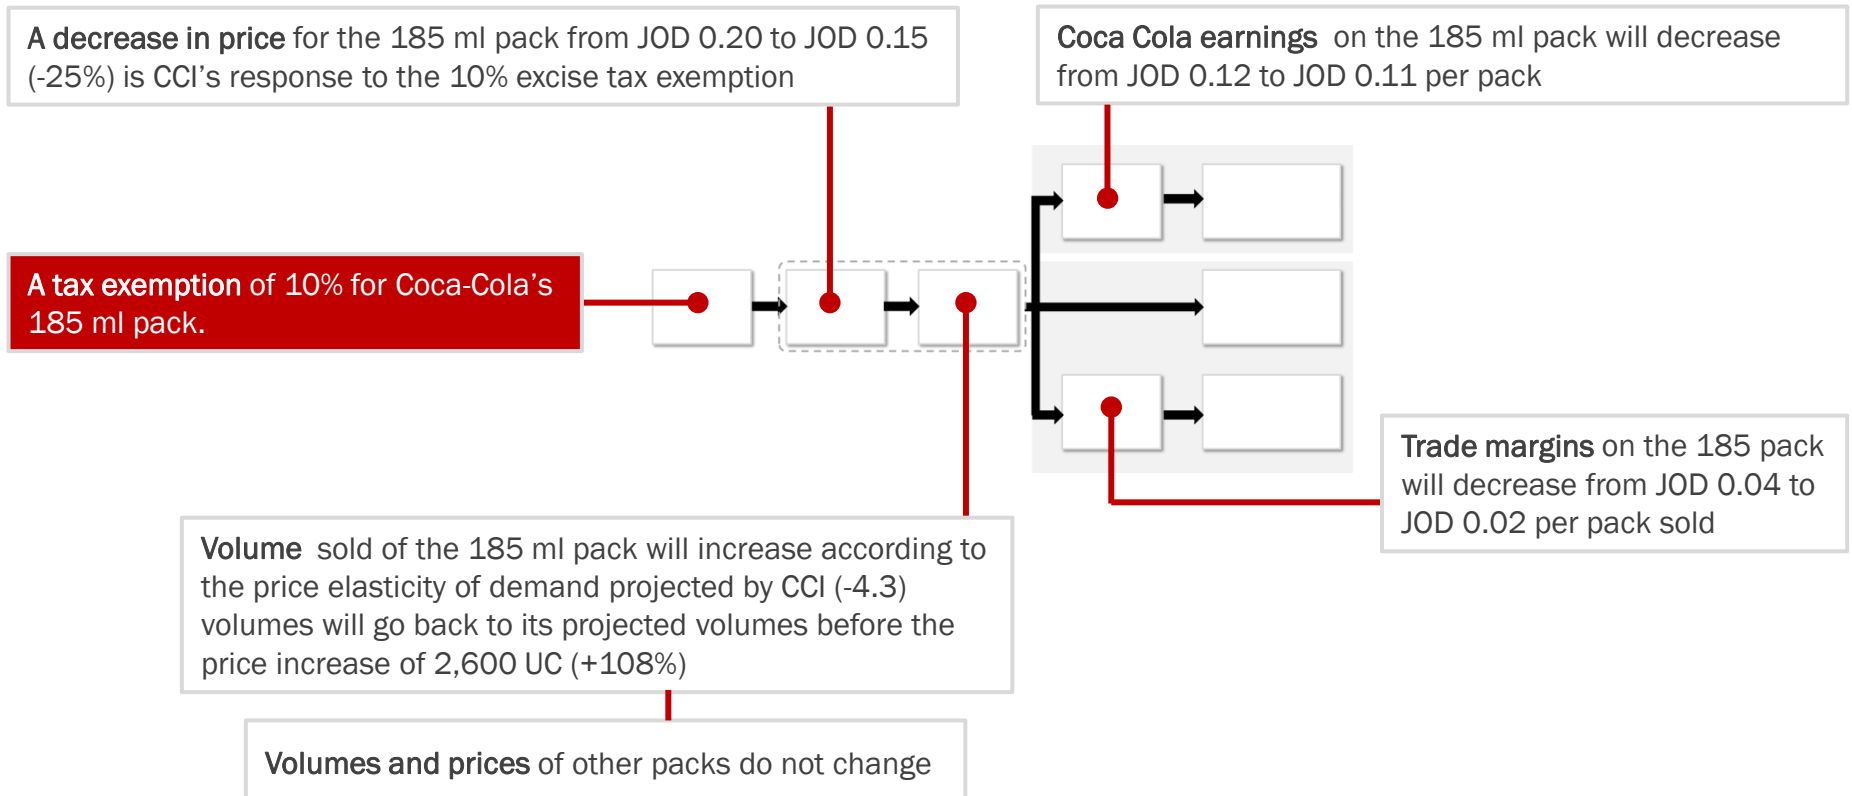 A decrease in price for the 185 ml pack from JOD 0.20 to JOD 0.15
(-25%) is CCI’s response to the 10% excise tax exemption
Coca Cola earnings on the 185 ml pack will decrease
from JOD 0.12 to JOD 0.11 per pack
A tax exemption of 10% for Coca-Cola’s
185 ml pack.
Trade margins on the 185 pack
will decrease from JOD 0.04 to
JOD 0.02 per pack sold
Volume sold of the 185 ml pack will increase according to
the price elasticity of demand projected by CCI (-4.3)
volumes will go back to its projected volumes before the
price increase of 2,600 UC (+108%)
Volumes and prices of other packs do not change